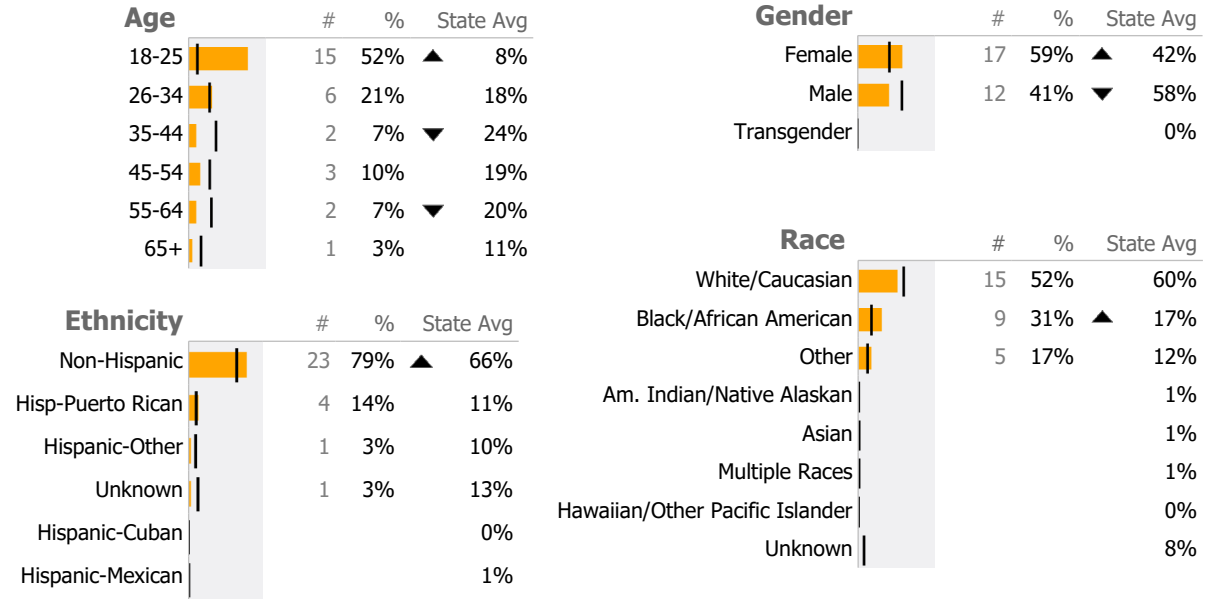 Age # % State Avg
18-25 15 52% ▲ 8%
26-34 6 21% 18%
35-44 2 7% ▼ 24%
45-54 3 10% 19%
55-64 2 7% ▼ 20%
65+ 1 3% 11%
Ethnicity # % State Avg
Non-Hispanic 23 79% ▲ 66%
Hisp-Puerto Rican 4 14% 11%
Hispanic-Other 1 3% 10%
Unknown 1 3% 13%
Hispanic-Cuban 0%
Hispanic-Mexican 1%
Gender # % State Avg
Female 17 59% ▲ 42%
Male 12 41% ▼ 58%
Transgender 0%
Race # % State Avg
White/Caucasian 15 52% 60%
Black/African American 9 31% ▲ 17%
Other 5 17% 12%
Am. Indian/Native Alaskan 1%
Asian 1%
Multiple Races 1%
Hawaiian/Other Pacific Islander 0%
Unknown 8%